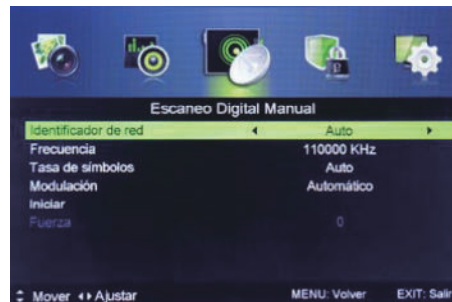 Escaneo Digital Manual
Identificador de red Auto
Frecuencia 110000 KHz
Tasa de símbolos Auto
Modulación Automático
Iniciar
Fuerza 0
Mover Ajustar MENU: Volver EXIT: Salir